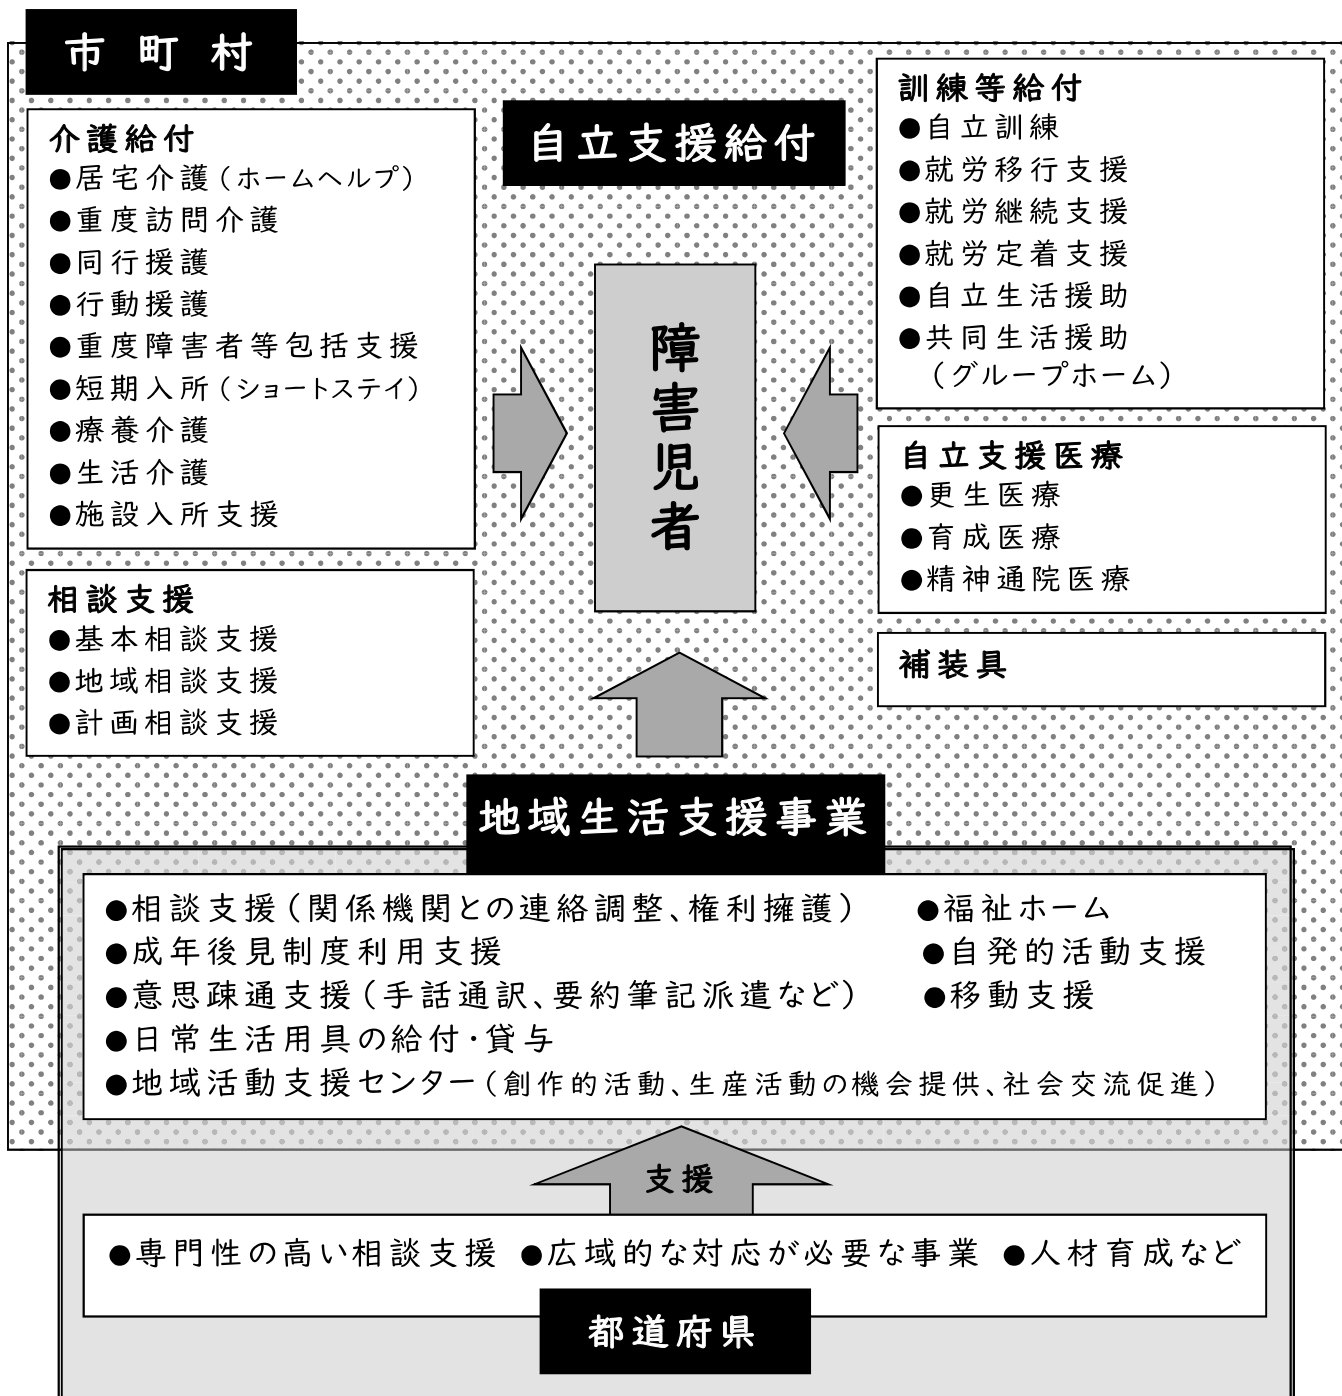 市町村
自立支援給付
介護給付
●居宅介護（ホームヘルプ）
●重度訪問介護
●同行援護
●行動援護
●重度障害者等包括支援
●短期入所（ショートステイ）
●療養介護
●生活介護
●施設入所支援
相談支援
●基本相談支援
●地域相談支援
●計画相談支援
障害児者
訓練等給付
●自立訓練
●就労移行支援
●就労継続支援
●就労定着支援
●自立生活援助
●共同生活援助
（グループホーム）
自立支援医療
●更生医療
●育成医療
●精神通院医療
補装具
地域生活支援事業
●相談支援（関係機関との連絡調整、権利擁護） ●福祉ホーム
●成年後見制度利用支援 ●自発的活動支援
●意思疎通支援（手話通訳、要約筆記派遣など） ●移動支援
●日常生活用具の給付・貸与
●地域活動支援センター（創作的活動、生産活動の機会提供、社会交流促進）
支援
●専門性の高い相談支援 ●広域的な対応が必要な事業 ●人材育成など
都道府県